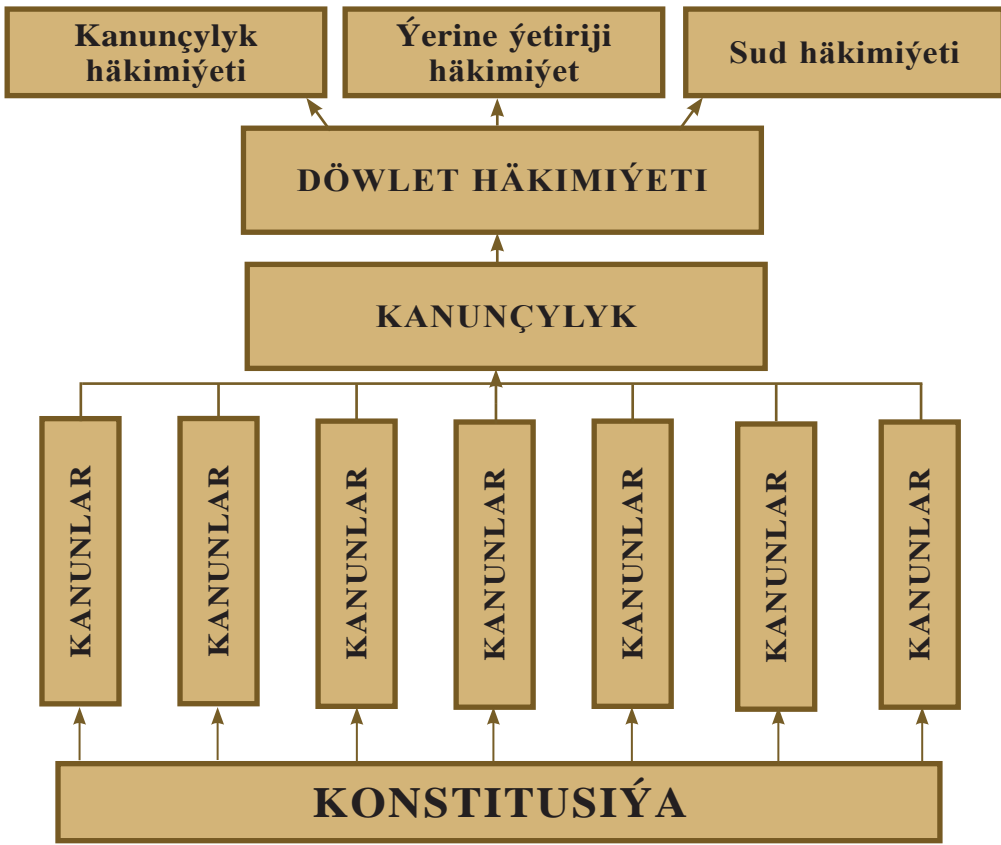 Kanunçylyk
häkimiýeti
Ýerine ýetiriji
häkimiýet
Sud häkimiýeti
DÖWLET HÄKIMIÝETI
KANUNÇYLYK
KANUNLAR
KANUNLAR
KANUNLAR
KANUNLAR
KANUNLAR
KANUNLAR
KANUNLAR
KONSTITUSIÝA